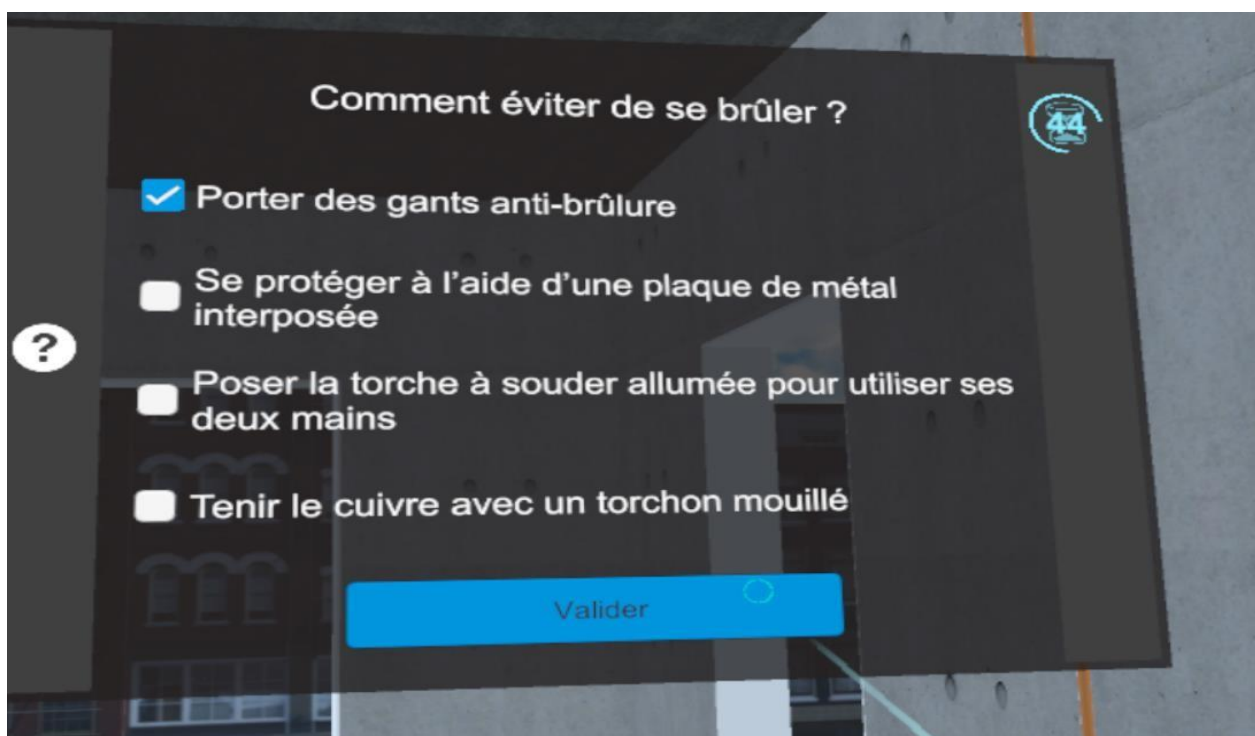 Comment éviter de se brûler ?
44
Porter des gants anti-brûlure
Se protéger à l'aide d'une plaque de métal
interposée
?
Poser la torche à souder allumée pour utiliser ses
deux mains
Tenir le cuivre avec un torchon mouillé
Valider